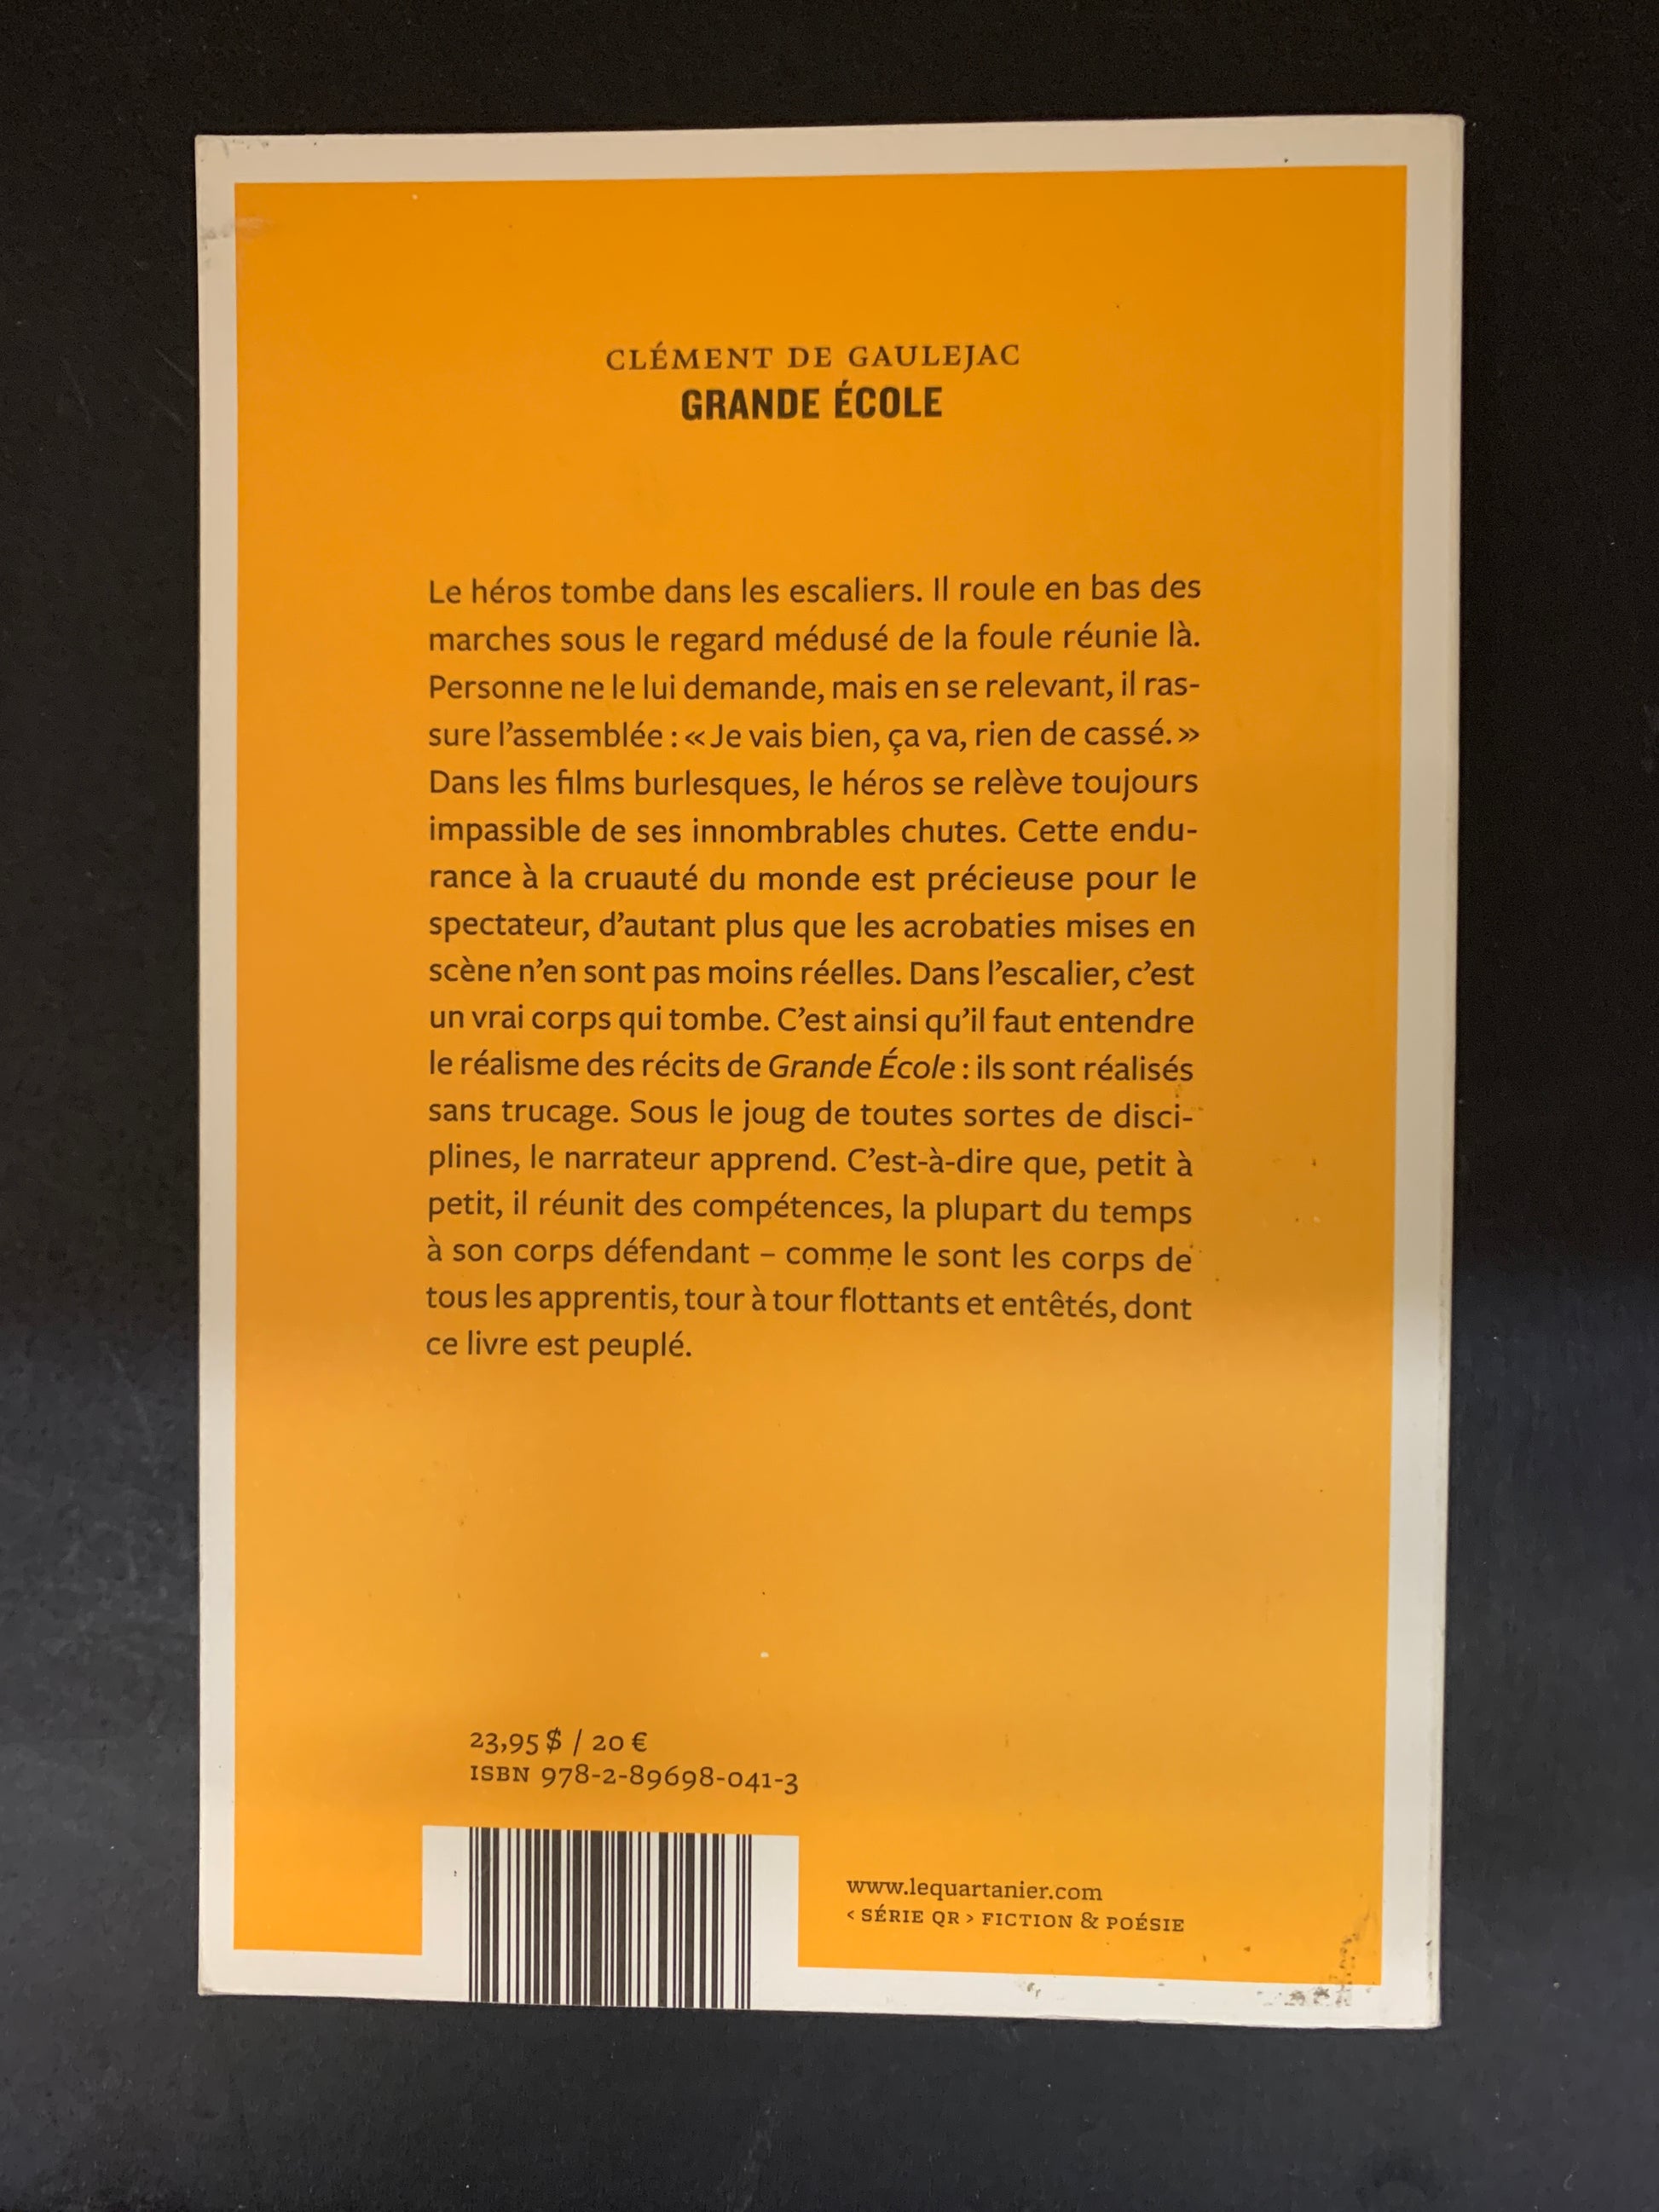 CLÉMENT DE GAULEJAC
GRANDE ÉCOLE
Le héros tombe dans les escaliers. Il roule en bas des
marches sous le regard médusé de la foule réunie là.
Personne ne le lui demande, mais en se relevant, il ras-
sure l’assemblée : « Je vais bien, ça va, rien de cassé. »
Dans les films burlesques, le héros se relève toujours
impassible de ses innombrables chutes. Cette endu-
rance à la cruauté du monde est précieuse pour le
spectateur, d’autant plus que les acrobaties mises en
scène n’en sont pas moins réelles. Dans l’escalier, c’est
un vrai corps qui tombe. C’est ainsi qu’il faut entendre
le réalisme des récits de Grande École : ils sont réalisés
sans trucage. Sous le joug de toutes sortes de disci-
plines, le narrateur apprend. C’est-à-dire que, petit à
petit, il réunit des compétences, la plupart du temps
à son corps défendant – comme le sont les corps de
tous les apprentis, tour à tour flottants et entêtés, dont
ce livre est peuplé.
23,95 $ / 20 €
ISBN 978-2-89698-041-3
www.lequartanier.com
< SÉRIE QR > FICTION & POÉSIE